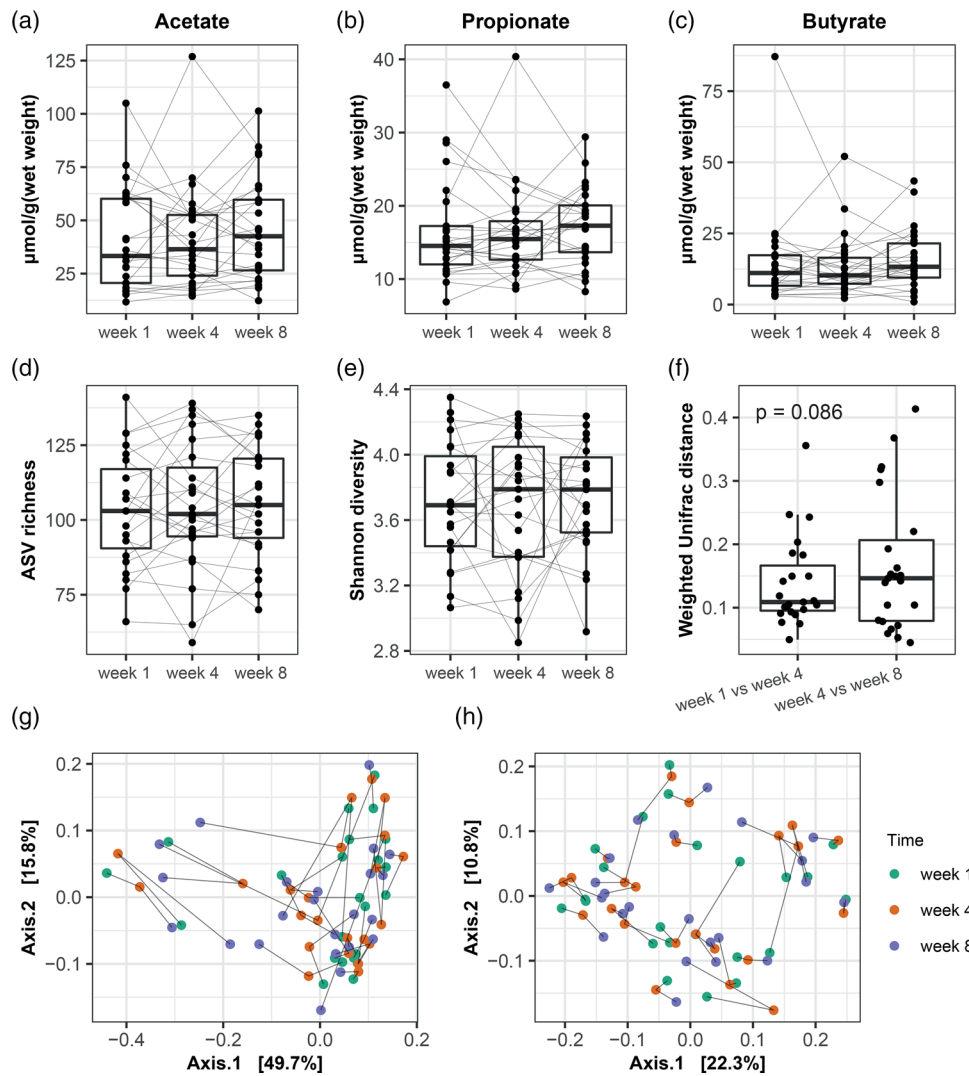 (a) Acetate (b) Propionate (c) Butyrate
µmol/g(wet weight)
125
100
75
50
25
week 1 week 4 week 8
µmol/g(wet weight)
40
30
20
10
week 1 week 4 week 8
µmol/g(wet weight)
75
50
25
0
week 1 week 4 week 8
(d)
ASV richness
125
100
75
week 1 week 4 week 8
(e)
Shannon diversity
4.4
4.0
3.6
3.2
2.8
week 1 week 4 week 8
(f)
p = 0.086
Weighted Unifrac distance
0.4
0.3
0.2
0.1
week 1 vs week 4
week 4 vs week 8
(g)
Axis.2 [15.8%]
0.2
0.1
0.0
−0.1
−0.4 −0.2 0.0 0.2
Axis.1 [49.7%]
(h)
Axis.2 [10.8%]
0.2
0.1
0.0
−0.1
−0.2 −0.1 0.0 0.1 0.2
Axis.1 [22.3%]
Time
week 1
week 4
week 8